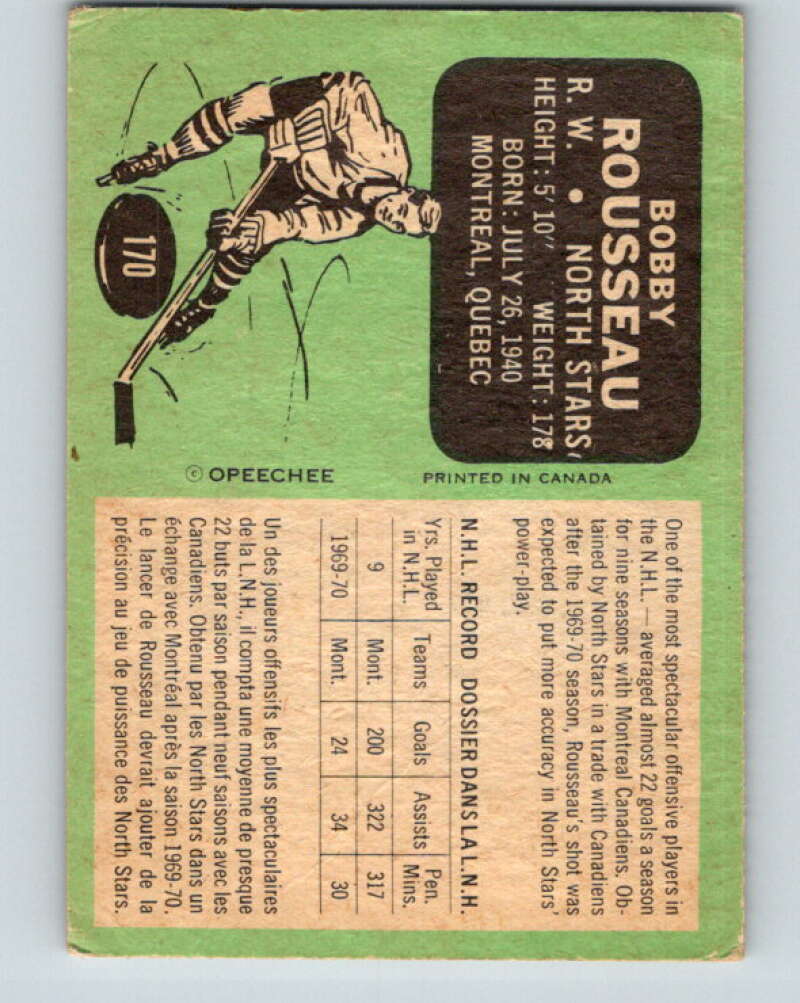 BOBBY
ROUSSEAU
R. W. • NORTH STARS
HEIGHT: 5' 10" WEIGHT: 178
BORN: JULY 26, 1940
MONTREAL, QUEBEC
170
© OPEECHEE
PRINTED IN CANADA
One of the most spectacular offensive players in
the N.H.L. — averaged almost 22 goals a season
for nine seasons with Montreal Canadiens. Ob-
tained by North Stars in a trade with Canadiens
after the 1969-70 season, Rousseau's shot was
expected to put more accuracy in North Stars'
power-play.
N.H.L. RECORD DOSSIER DANS LA L.N.H.
Yrs. Played in N.H.L. Teams Goals Assists Pen. Mins.
9 Mont. 200 322 317
1969-70 Mont. 24 34 30
Un des joueurs offensifs les plus spectaculaires
de la L.N.H., il compta une moyenne de presque
22 buts par saison pendant neuf saisons avec les
Canadiens. Obtenu par les North Stars dans un
échange avec Montréal après la saison 1969-70.
Le lancer de Rousseau devrait ajouter de la
précision au jeu de puissance des North Stars.